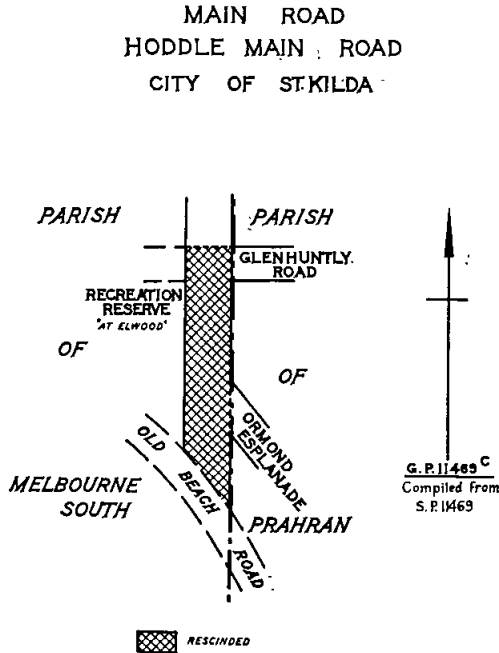 MAIN ROAD
HODDLE MAIN ROAD
CITY OF ST.KILDA
PARISH
PARISH
GLENHUNTLY
ROAD
RECREATION
RESERVE
"AT ELWOOD"
OF
OF
ORMOND
ESPLANADE
OLD
BEACH
ROAD
MELBOURNE
SOUTH
PRAHRAN
G.P.11469 C
Compiled from
S.P.11469
RESCINDED